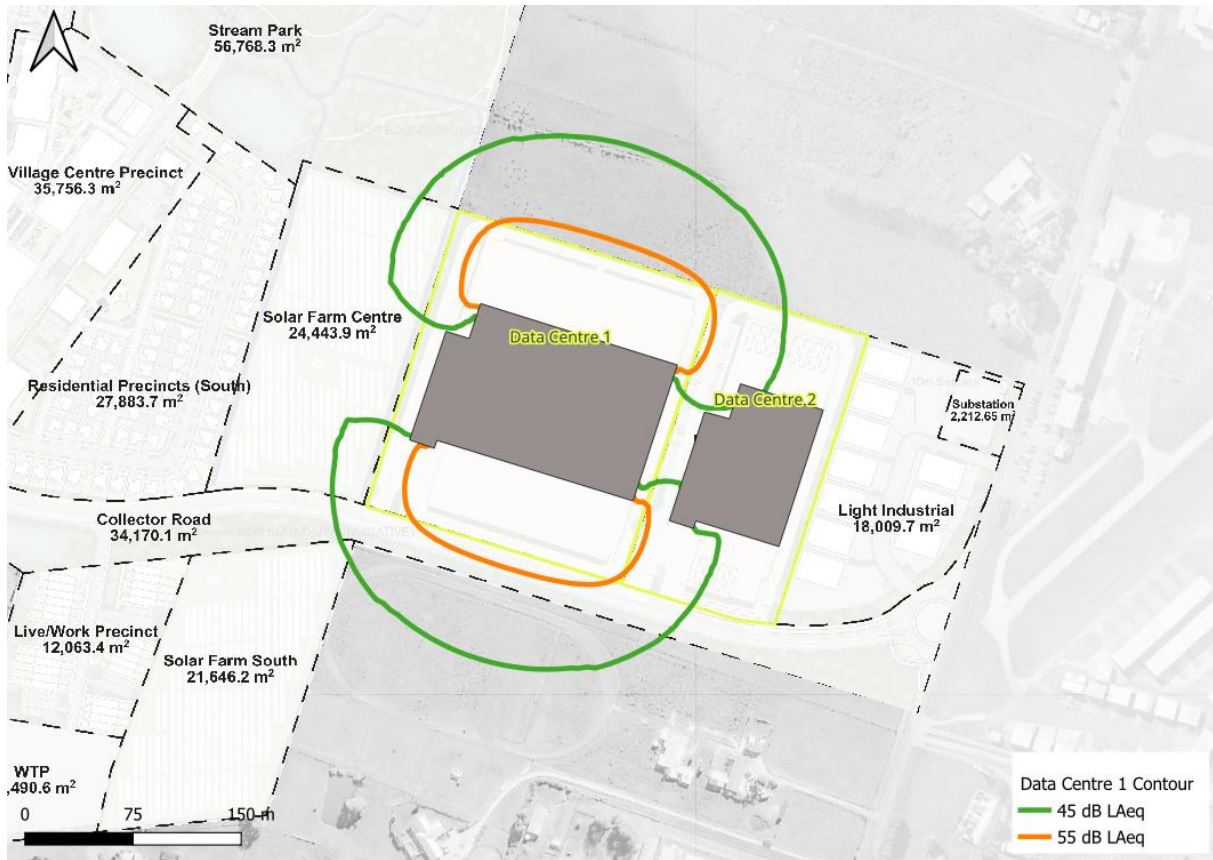 Stream Park
56,768.3 m²
Village Centre Precinct
35,756.3 m²
Solar Farm Centre
24,443.9 m²
Data Centre 1
Residential Precincts (South)
27,883.7 m²
Data Centre 2
10m Setback
Substation
2,212.65 m²
Light Industrial
18,009.7 m²
Collector Road
34,170.1 m²
Live/Work Precinct
12,063.4 m²
Solar Farm South
21,646.2 m²
WTP
,490.6 m²
0 75 150 m
Data Centre 1 Contour
45 dB LAeq
55 dB LAeq